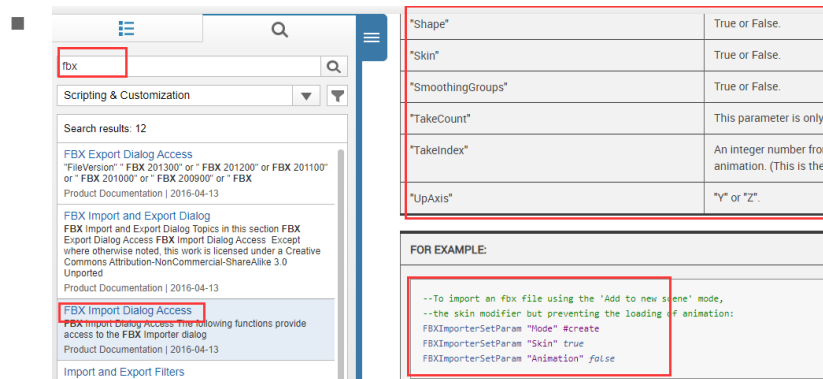 fbx
Scripting & Customization
Search results: 12
FBX Export Dialog Access
"FileVersion" " FBX 201300" or " FBX 201200" or FBX 201100"
or " FBX 201000" or " FBX 200900" or " FBX
Product Documentation | 2016-04-13
FBX Import and Export Dialog
FBX Import and Export Dialog Topics in this section FBX
Export Dialog Access FBX Import Dialog Access Except
where otherwise noted, this work is licensed under a Creative
Commons Attribution-NonCommercial-ShareAlike 3.0
Unported
Product Documentation | 2016-04-13
FBX Import Dialog Access
FBX Import Dialog Access The following functions provide
access to the FBX Importer dialog
Product Documentation | 2016-04-13
Import and Export Filters
"Shape" True or False.
"Skin" True or False.
"SmoothingGroups" True or False.
"TakeCount" This parameter is only
"TakeIndex" An integer number from
animation. (This is the
"UpAxis" "Y" or "Z".
FOR EXAMPLE:
--To import an fbx file using the 'Add to new scene' mode,
--the skin modifier but preventing the loading of animation:
FBXImporterSetParam "Mode" #create
FBXImporterSetParam "Skin" true
FBXImporterSetParam "Animation" false